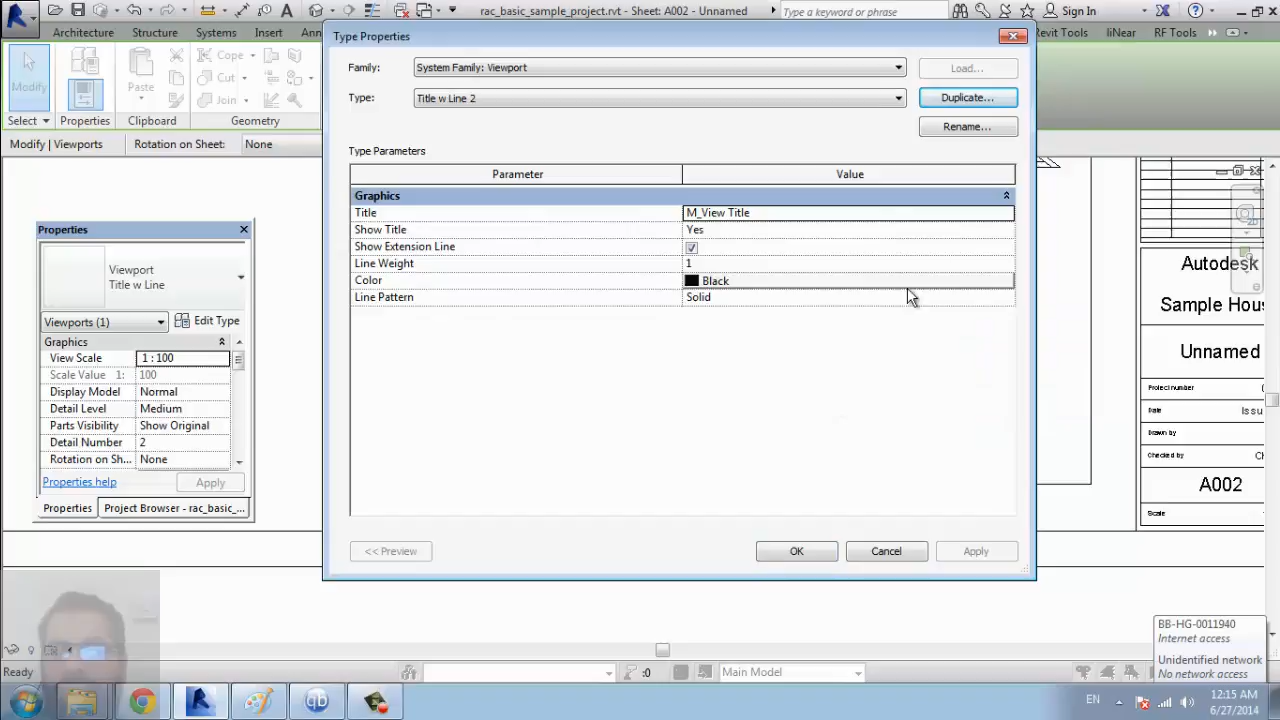 rac_basic_sample_project.rvt - Sheet: A002 - Unnamed
Type a keyword or phrase
Sign In
Architecture
Structure
Systems
Insert
Ann
Revit Tools
liNear
RF Tools
Modify
Properties
Paste
Cope
Cut
Join
Select
Properties
Clipboard
Geometry
Modify | Viewports
Rotation on Sheet:
None
Type Properties
Family:
System Family: Viewport
Load...
Type:
Title w Line 2
Duplicate...
Rename...
Type Parameters
Parameter
Value
Graphics
Title
M_View Title
Show Title
Yes
Show Extension Line
Line Weight
1
Color
Black
Line Pattern
Solid
<< Preview
OK
Cancel
Apply
Properties
Viewport
Title w Line
Viewports (1)
Edit Type
Graphics
View Scale
1 : 100
Scale Value 1:
100
Display Model
Normal
Detail Level
Medium
Parts Visibility
Show Original
Detail Number
2
Rotation on Sh...
None
Properties help
Apply
Properties
Project Browser - rac_basic_...
Autodesk
Sample Hous
Unnamed
Project number
Date
Issu
Drawn by
Checked by
A002
Scale
BB-HG-0011940
Internet access
Unidentified network
No network access
Ready
:0
Main Model
EN
12:15 AM
6/27/2014